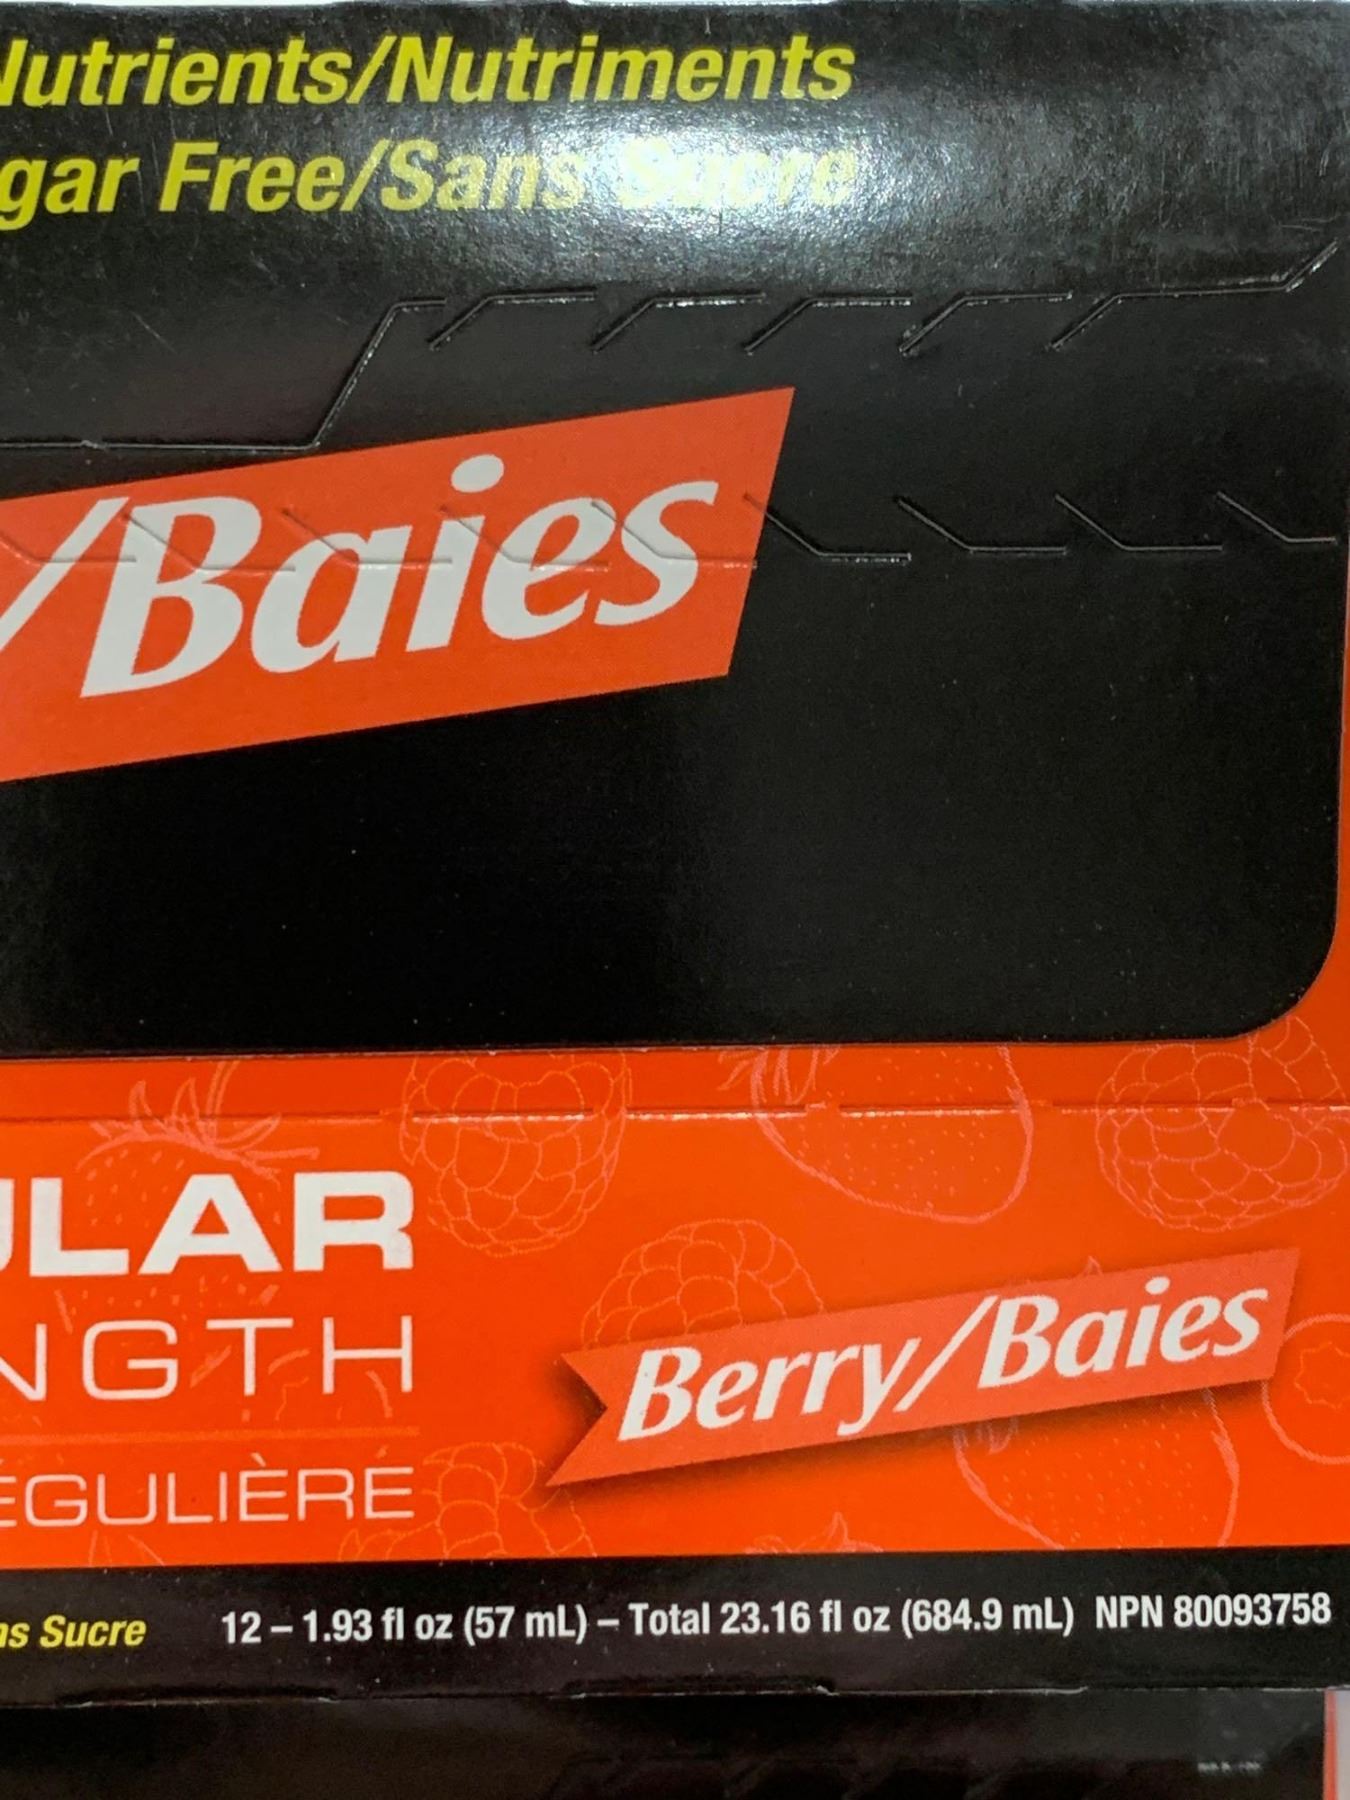 Nutrients/Nutriments
gar Free/Sans Sucre
/Baies
ULAR
NGTH
ÉGULIÈRE
Berry/Baies
ns Sucre 12 – 1.93 fl oz (57 mL) – Total 23.16 fl oz (684.9 mL) NPN 80093758